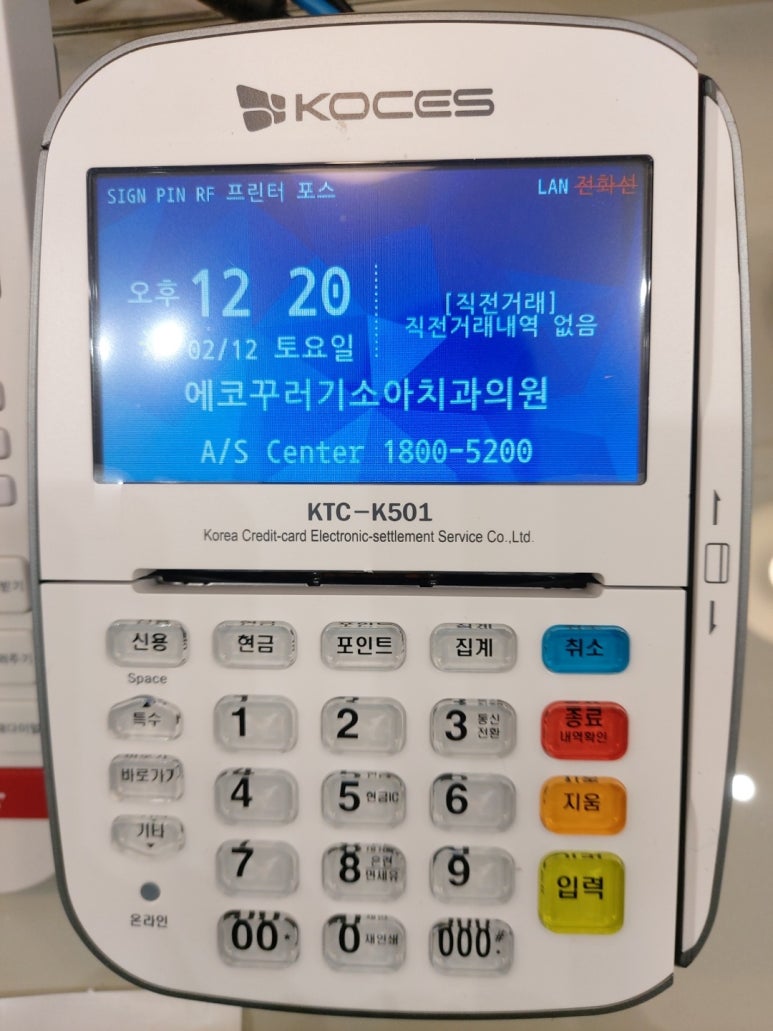 KOCES
SIGN PIN RF 프린터 포스
LAN 전화선
오후 12 20
02/12 토요일
[직전거래]
직전거래내역 없음
에코꾸러기소아치과의원
A/S Center 1800-5200
KTC-K501
Korea Credit-card Electronic-settlement Service Co.,Ltd.
신용 현금 포인트 집계 취소
Space
특수 1 2 3 통신전환 종료 내역확인
바로가기 4 5 현금IC 6 지움
기타 7 8 은련 면세유 9 입력
온라인 00 * 0 재인쇄 000 #